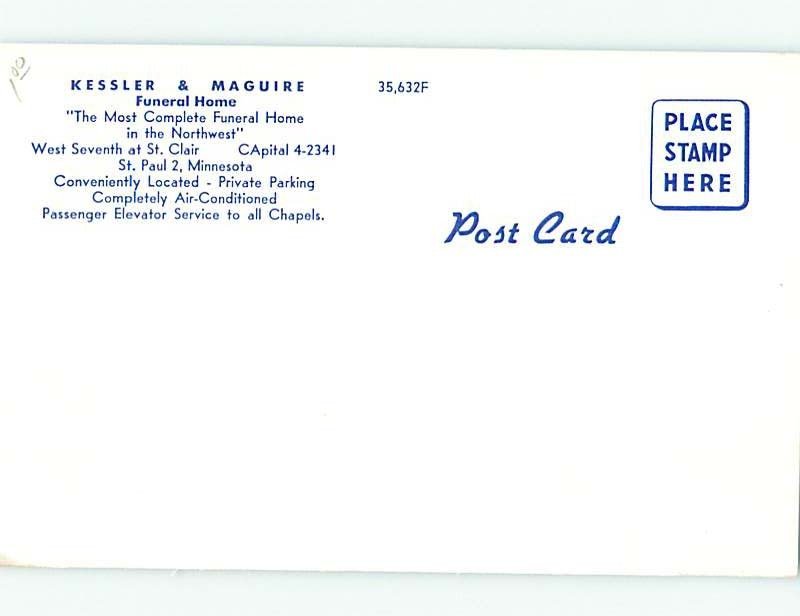 1.00
KESSLER & MAGUIRE
Funeral Home
"The Most Complete Funeral Home
in the Northwest"
West Seventh at St. Clair CApital 4-2341
St. Paul 2, Minnesota
Conveniently Located - Private Parking
Completely Air-Conditioned
Passenger Elevator Service to all Chapels.
35,632F
PLACE
STAMP
HERE
Post Card